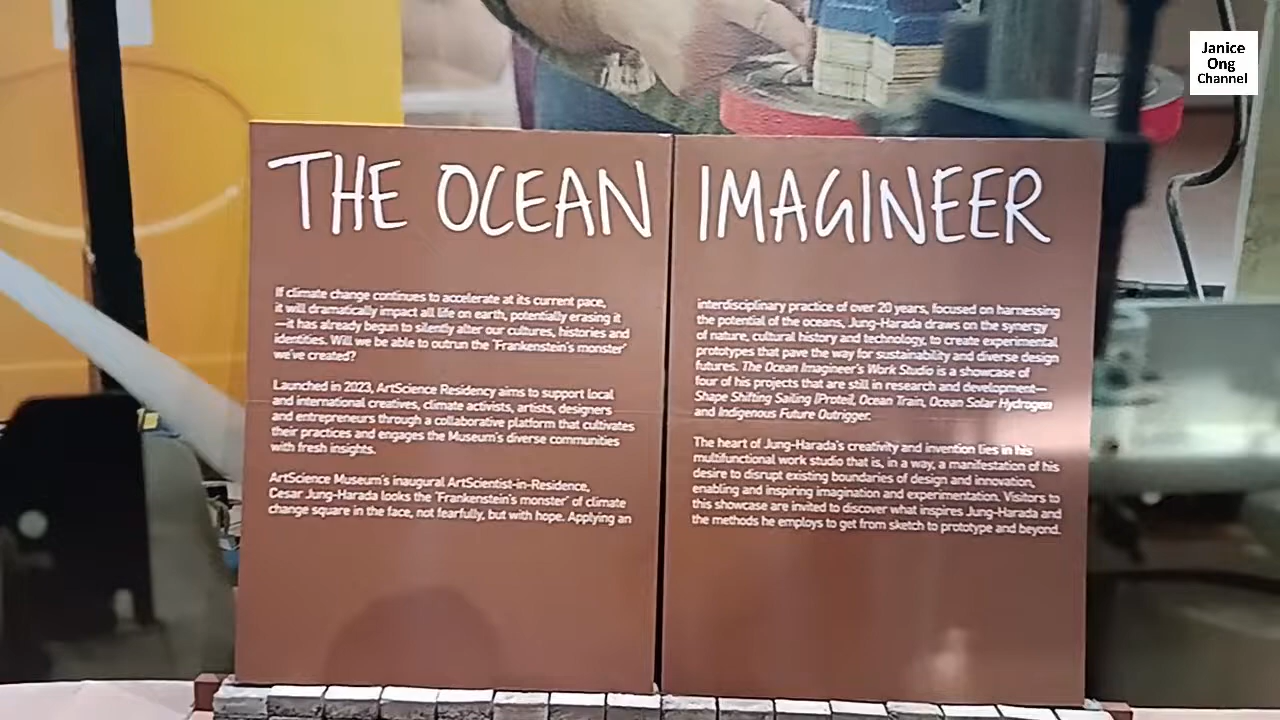 THE OCEAN IMAGINEER
If climate change continues to accelerate at its current pace,
it will dramatically impact all life on earth, potentially erasing it
—it has already begun to silently alter our cultures, histories and
identities. Will we be able to outrun the 'Frankenstein's monster'
we've created?
Launched in 2023, ArtScience Residency aims to support local
and international creatives, climate activists, artists, designers
and entrepreneurs through a collaborative platform that cultivates
their practices and engages the Museum's diverse communities
with fresh insights.
ArtScience Museum's inaugural ArtScientist-in-Residence,
Cesar Jung-Harada looks the 'Frankenstein's monster' of climate
change square in the face, not fearfully, but with hope. Applying an
interdisciplinary practice of over 20 years, focused on harnessing
the potential of the oceans, Jung-Harada draws on the synergy
of nature, cultural history and technology, to create experimental
prototypes that pave the way for sustainability and diverse design
futures. The Ocean Imagineer's Work Studio is a showcase of
four of his projects that are still in research and development—
Shape Shifting Sailing (Protei), Ocean Train, Ocean Solar Hydrogen
and Indigenous Future Outrigger.
The heart of Jung-Harada's creativity and invention lies in his
multifunctional work studio that is, in a way, a manifestation of his
desire to disrupt existing boundaries of design and innovation,
enabling and inspiring imagination and experimentation. Visitors to
this showcase are invited to discover what inspires Jung-Harada and
the methods he employs to get from sketch to prototype and beyond.
Janice
Ong
Channel